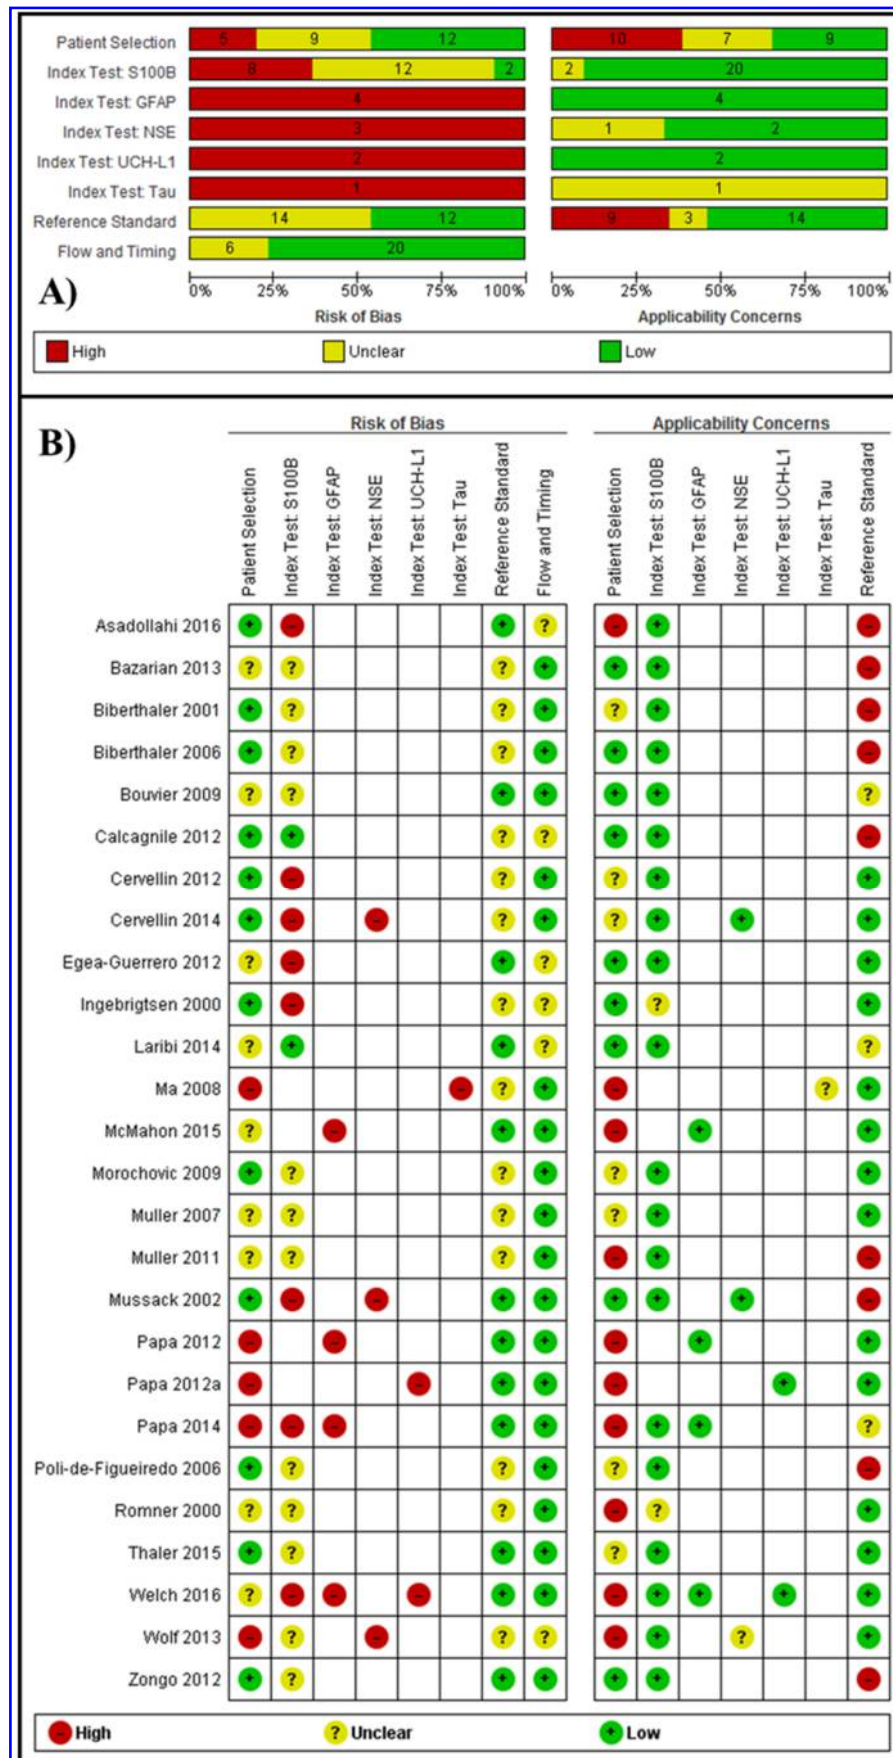 Patient Selection 5 9 12 10 7 9
Index Test: S100B 8 12 2 2 20
Index Test: GFAP 4 4
Index Test: NSE 3 1 2
Index Test: UCH-L1 2 2
Index Test: Tau 1 1
Reference Standard 14 12 9 3 14
Flow and Timing 6 20
A) 0% 25% 50% 75% 100% 0% 25% 50% 75% 100%
Risk of Bias Applicability Concerns
High Unclear Low
B) Risk of Bias Applicability Concerns
Patient Selection
Index Test: S100B
Index Test: GFAP
Index Test: NSE
Index Test: UCH-L1
Index Test: Tau
Reference Standard
Flow and Timing
Patient Selection
Index Test: S100B
Index Test: GFAP
Index Test: NSE
Index Test: UCH-L1
Index Test: Tau
Reference Standard
Asadollahi 2016 + - + ? - + -
Bazarian 2013 ? ? ? + + + -
Biberthaler 2001 + ? ? + ? + -
Biberthaler 2006 + ? ? + + + -
Bouvier 2009 ? ? + + + + ?
Calcagnile 2012 + + ? ? + + -
Cervellin 2012 + - ? + ? + +
Cervellin 2014 + - - ? + ? + + +
Egea-Guerrero 2012 ? - + ? + + +
Ingebrigtsen 2000 + - ? ? + ? +
Laribi 2014 ? + + ? + + ?
Ma 2008 - - ? + - ? +
McMahon 2015 ? - + + - + +
Morochovic 2009 + ? ? + ? + +
Muller 2007 ? ? ? + ? + +
Muller 2011 ? ? ? + - + -
Mussack 2002 + - - + + + + + -
Papa 2012 - - + + - + +
Papa 2012a - - + + - + +
Papa 2014 - - - + + - + + ?
Poli-de-Figueiredo 2006 + ? ? + ? + -
Romner 2000 ? ? ? + - ? +
Thaler 2015 + ? + + ? + +
Welch 2016 ? - - - + + - + + + +
Wolf 2013 - ? - ? ? - + ? +
Zongo 2012 + ? + + + + -
- High ? Unclear + Low